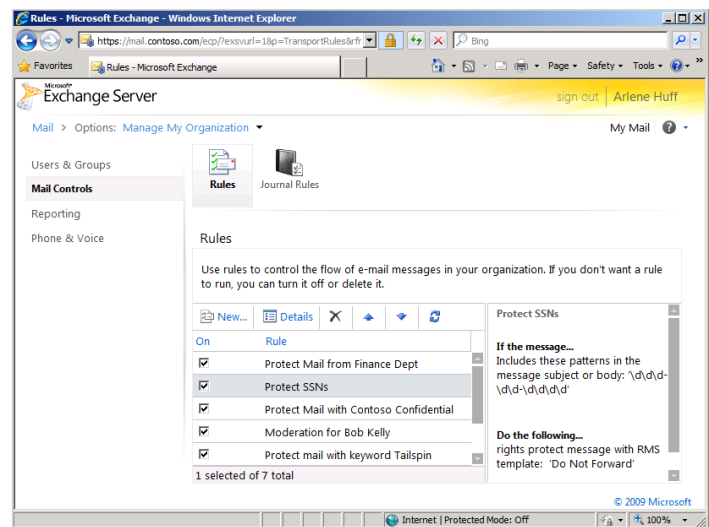 Rules - Microsoft Exchange - Windows Internet Explorer
https://mail.contoso.com/ecp/?exsvurl=1&p=TransportRules&rfr
Bing
Favorites
Rules - Microsoft Exchange
Page
Safety
Tools
»
Microsoft
Exchange Server
sign out
Arlene Huff
Mail > Options: Manage My Organization
My Mail
Users & Groups
Mail Controls
Reporting
Phone & Voice
Rules
Journal Rules
Rules
Use rules to control the flow of e-mail messages in your organization. If you don't want a rule
to run, you can turn it off or delete it.
New...
Details
On
Rule
Protect Mail from Finance Dept
Protect SSNs
Protect Mail with Contoso Confidential
Moderation for Bob Kelly
Protect mail with keyword Tailspin
1 selected of 7 total
Protect SSNs
If the message...
Includes these patterns in the
message subject or body: '\d\d\d-
\d\d-\d\d\d\d'
Do the following...
rights protect message with RMS
template: 'Do Not Forward'
© 2009 Microsoft
Internet | Protected Mode: Off
100%